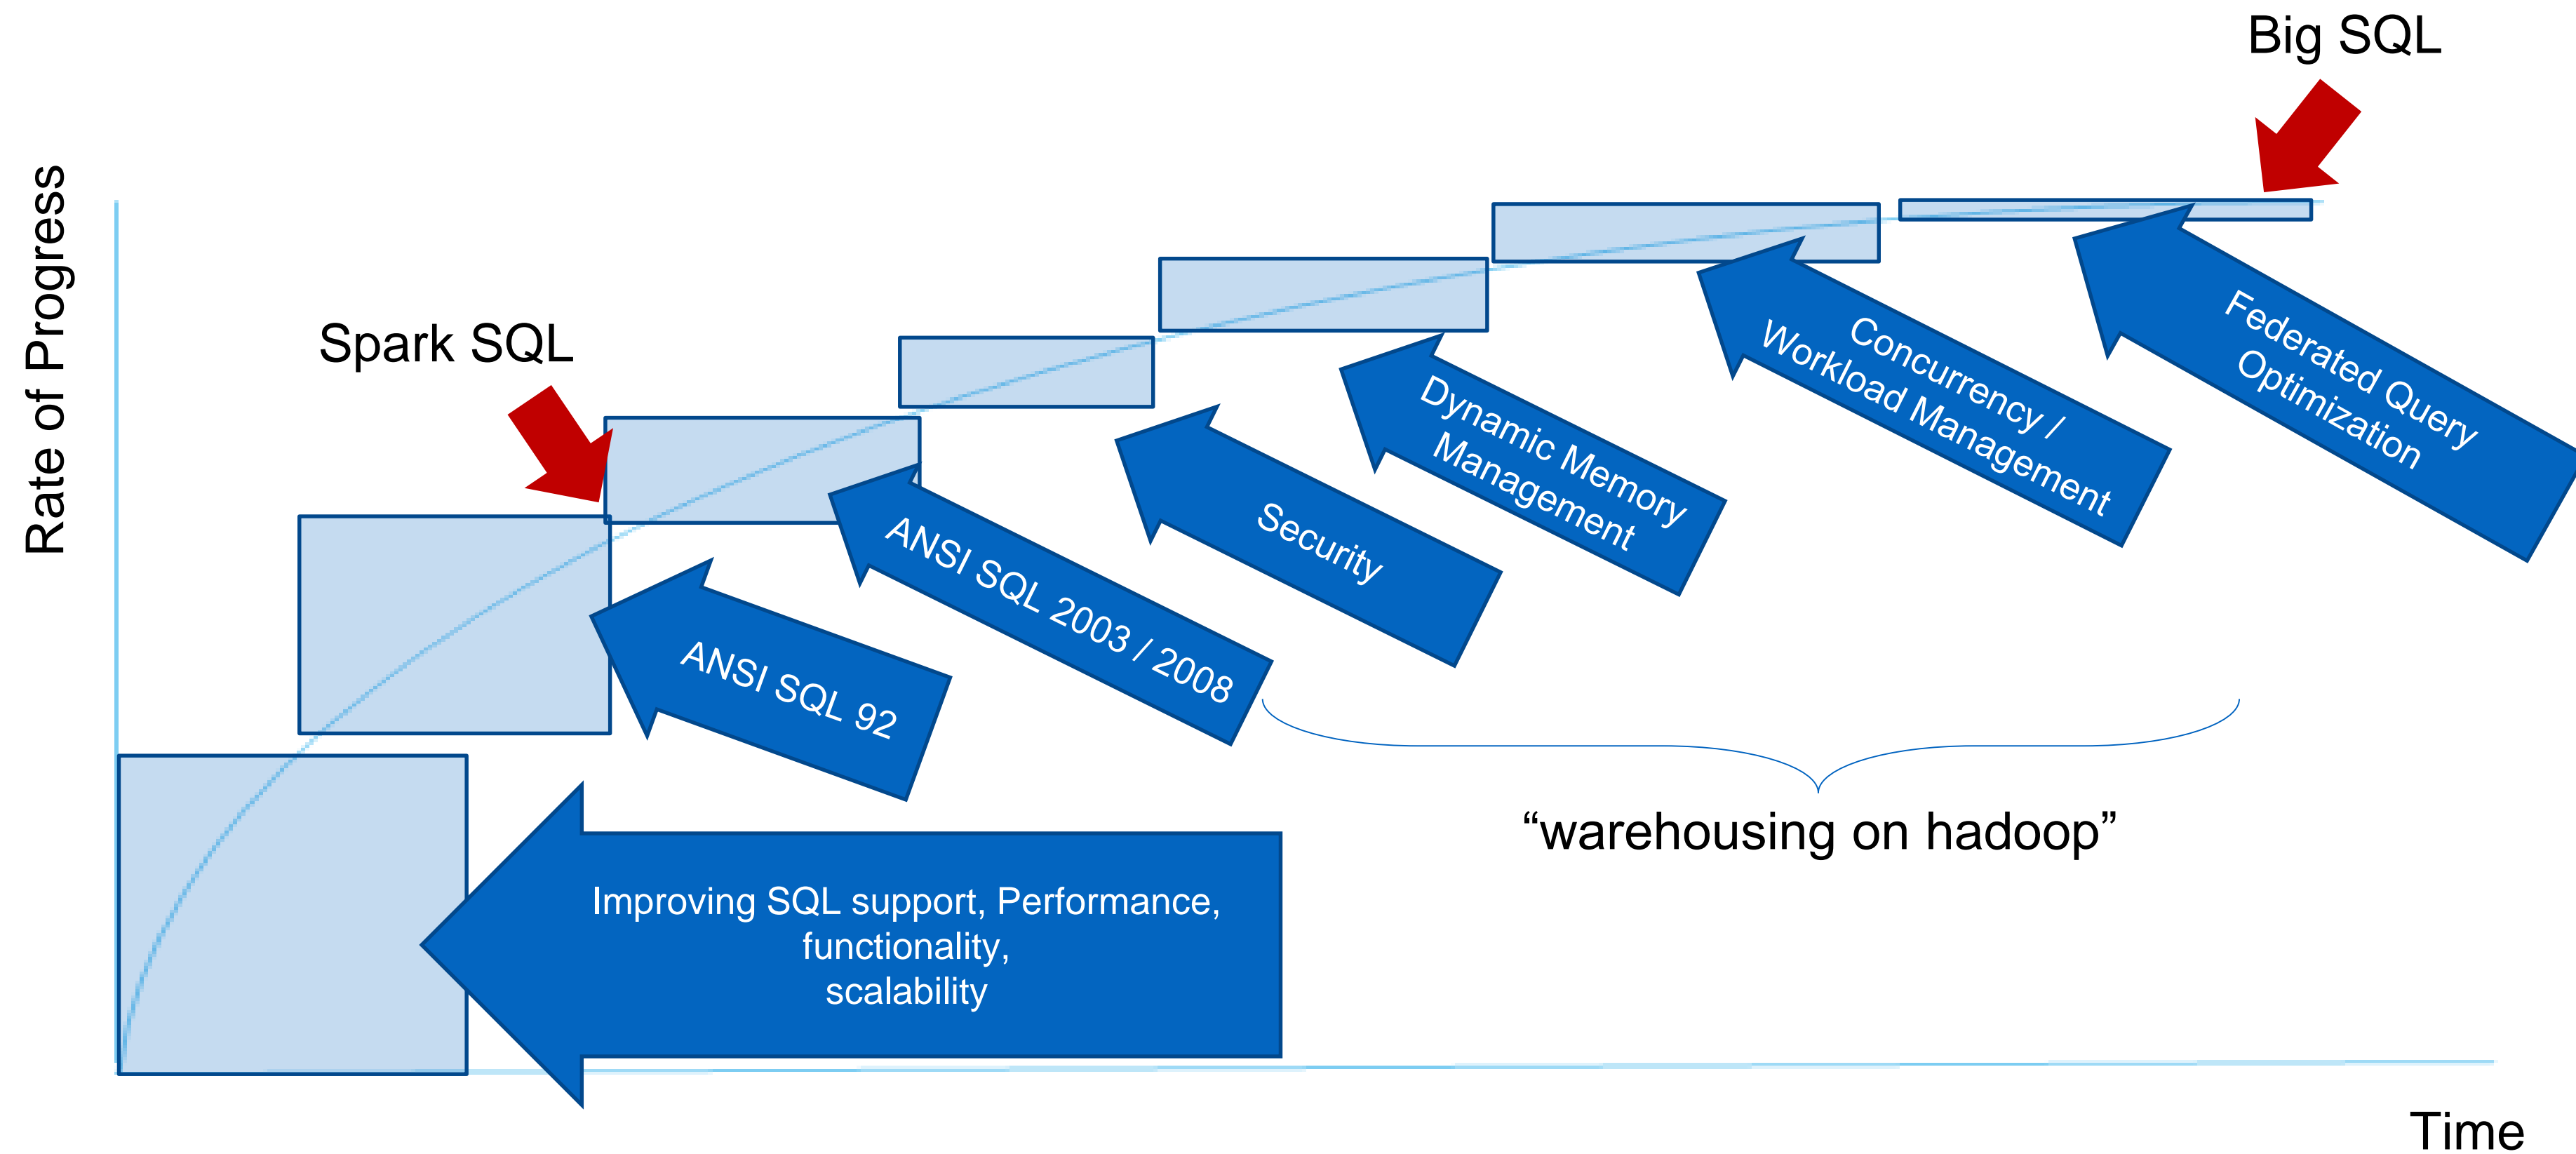 Big SQL
Rate of Progress
Spark SQL
Federated Query
Optimization
Concurrency /
Workload Management
Dynamic Memory
Management
Security
ANSI SQL 2003 / 2008
ANSI SQL 92
“warehousing on hadoop”
Improving SQL support, Performance,
functionality,
scalability
Time